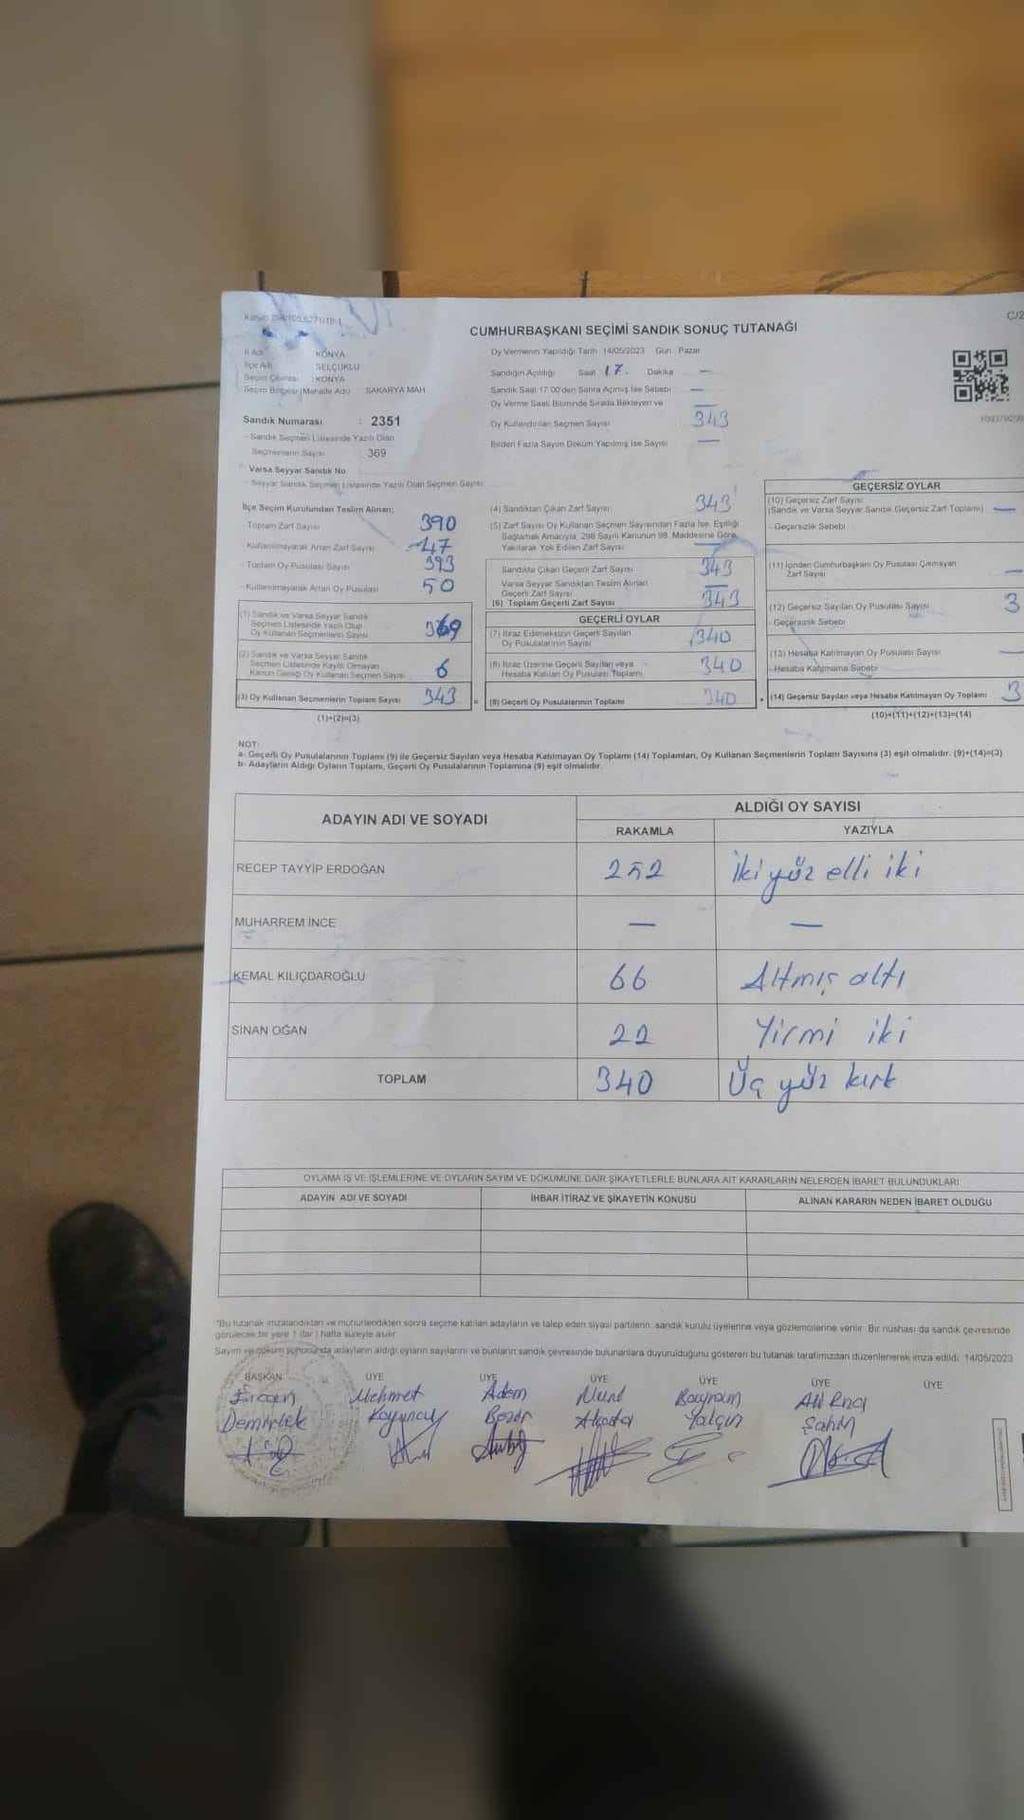 CUMHURBAŞKANI SEÇİMİ SANDIK SONUÇ TUTANAĞI
C/2
İl Adı : KONYA
İlçe Adı : SELÇUKLU
Seçim Çevresi : KONYA
Seçim Bölgesi (Mahalle Adı) : SAKARYA MAH
Sandık Numarası : 2351
- Sandık Seçmen Listesinde Yazılı Olan
Seçmenlerin Sayısı 369
Varsa Seyyar Sandık No
- Seyyar Sandık Seçmen Listesinde Yazılı Olan Seçmen Sayısı
Oy Vermenin Yapıldığı Tarih 14/05/2023 Gün Pazar
Sandığın Açıldığı Saat 17. Dakika —
Sandık Saat 17.00'den Sonra Açılmış İse Sebebi —
Oy Verme Saati Bitiminde Sırada Bekleyen ve —
Oy Kullandırılan Seçmen Sayısı 343
Birden Fazla Sayım Döküm Yapılmış İse Sayısı —
İlçe Seçim Kurulundan Teslim Alınan;
- Toplam Zarf Sayısı 390
- Kullanılmayarak Artan Zarf Sayısı 47
- Toplam Oy Pusulası Sayısı 393
- Kullanılmayarak Artan Oy Pusulası 50
(1) Sandık ve Varsa Seyyar Sandık
Seçmen Listesinde Yazılı Olup
Oy Kullanan Seçmenlerin Sayısı
(2) Sandık ve Varsa Seyyar Sandık
Seçmen Listesinde Kayıtlı Olmayan
Kanun Gereği Oy Kullanan Seçmen Sayısı 6
(3) Oy Kullanan Seçmenlerin Toplam Sayısı 343 =
(1)+(2)=(3)
(4) Sandıktan Çıkan Zarf Sayısı 343
(5) Zarf Sayısı Oy Kullanan Seçmen Sayısından Fazla İse, Eşitliği
Sağlamak Amacıyla, 298 Sayılı Kanunun 98. Maddesine Göre
Yakılarak Yok Edilen Zarf Sayısı —
Sandıkta Çıkan Geçerli Zarf Sayısı 343
Varsa Seyyar Sandıktan Teslim Alınan
Geçerli Zarf Sayısı —
(6) Toplam Geçerli Zarf Sayısı 343
GEÇERLİ OYLAR
(7) İtiraz Edilmeksizin Geçerli Sayılan
Oy Pusulalarının Sayısı 340
(8) İtiraz Üzerine Geçerli Sayılan veya
Hesaba Katılan Oy Pusulası Toplamı 340
(9) Geçerli Oy Pusulalarının Toplamı 340 +
GEÇERSİZ OYLAR
(10) Geçersiz Zarf Sayısı
(Sandık ve Varsa Seyyar Sandık Geçersiz Zarf Toplamı) —
- Geçersizlik Sebebi
(11) İçinden Cumhurbaşkanı Oy Pusulası Çıkmayan
Zarf Sayısı —
(12) Geçersiz Sayılan Oy Pusulası Sayısı 3
- Geçersizlik Sebebi
(13) Hesaba Katılmayan Oy Pusulası Sayısı —
- Hesaba Katılmama Sebebi
(14) Geçersiz Sayılan veya Hesaba Katılmayan Oy Toplamı 3
(10)+(11)+(12)+(13)=(14)
NOT:
a- Geçerli Oy Pusulalarının Toplamı (9) ile Geçersiz Sayılan veya Hesaba Katılmayan Oy Toplamı (14) Toplamları, Oy Kullanan Seçmenlerin Toplam Sayısına (3) eşit olmalıdır. (9)+(14)=(3)
b- Adayların Aldığı Oyların Toplamı, Geçerli Oy Pusulalarının Toplamına (9) eşit olmalıdır.
ADAYIN ADI VE SOYADI
ALDIĞI OY SAYISI
RAKAMLA YAZIYLA
RECEP TAYYİP ERDOĞAN 252 İki yüz elli iki
MUHARREM İNCE — —
KEMAL KILIÇDAROĞLU 66 Altmış altı
SİNAN OĞAN 22 Yirmi iki
TOPLAM 340 Üç yüz kırk
OYLAMA İŞ VE İŞLEMLERİNE VE OYLARIN SAYIM VE DÖKÜMÜNE DAİR ŞİKAYETLERLE BUNLARA AİT KARARLARIN NELERDEN İBARET BULUNDUKLARI
ADAYIN ADI VE SOYADI İHBAR İTİRAZ VE ŞİKAYETİN KONUSU ALINAN KARARIN NEDEN İBARET OLDUĞU
*Bu tutanak imzalandıktan ve mühürlendikten sonra seçime katılan adayların ve talep eden siyasi partilerin; sandık kurulu üyelerine veya gözlemcilerine verilir. Bir nüshası da sandık çevresinde
görülecek bir yere 1 (bir) hafta süreyle asılır.
Sayım ve döküm sonucunda adayların aldığı oyların sayılarını ve bunların sandık çevresinde bulunanlara duyurulduğunu gösteren bu tutanak tarafımızdan düzenlenerek imza edildi. 14/05/2023
BAŞKAN ÜYE ÜYE ÜYE ÜYE ÜYE ÜYE
Mehmet Adem Bayram Ali Rıza
Yalçın Şahin